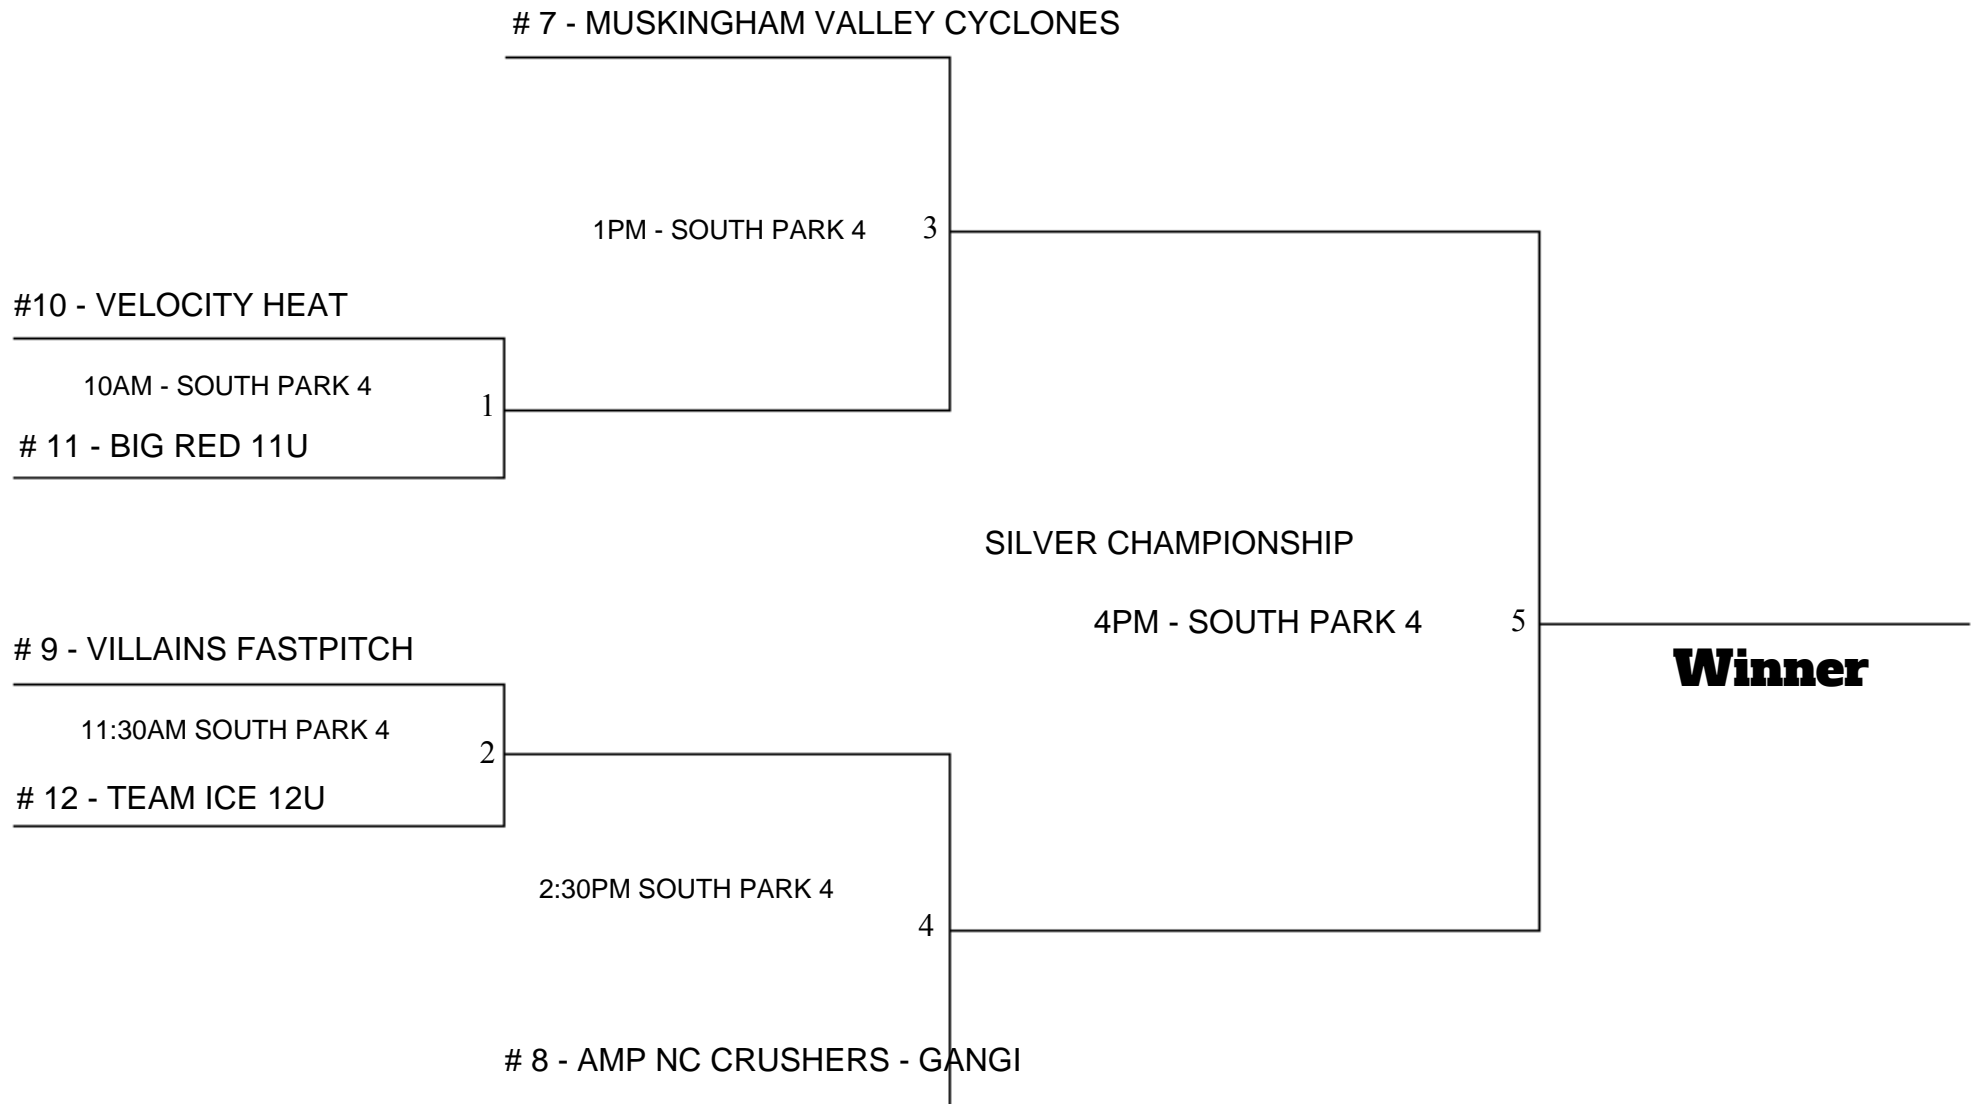 # 7 - MUSKINGHAM VALLEY CYCLONES
1PM - SOUTH PARK 4 3
#10 - VELOCITY HEAT
10AM - SOUTH PARK 4
1
# 11 - BIG RED 11U
SILVER CHAMPIONSHIP
4PM - SOUTH PARK 4 5
# 9 - VILLAINS FASTPITCH
Winner
11:30AM SOUTH PARK 4
2
# 12 - TEAM ICE 12U
2:30PM SOUTH PARK 4
4
# 8 - AMP NC CRUSHERS - GANGI